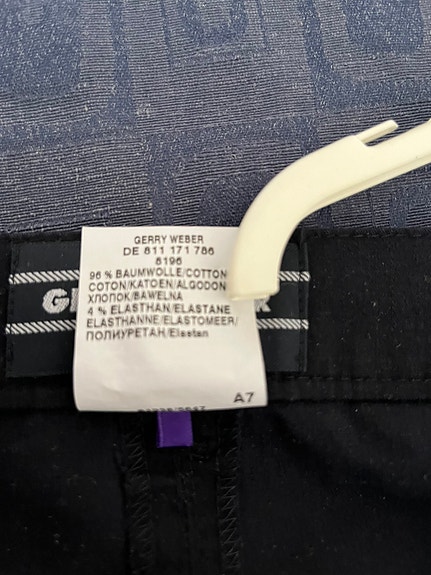 GERRY WEBER
DE 811 171 786
8196
96 % BAUMWOLLE/COTTON
COTON/KATOEN/ALGODON
ХЛОПОК/BAWELNA
4 % ELASTHAN/ELASTANE
ELASTHANNE/ELASTOMEER/
ПОЛИУРЕТАН/Elastan
A7